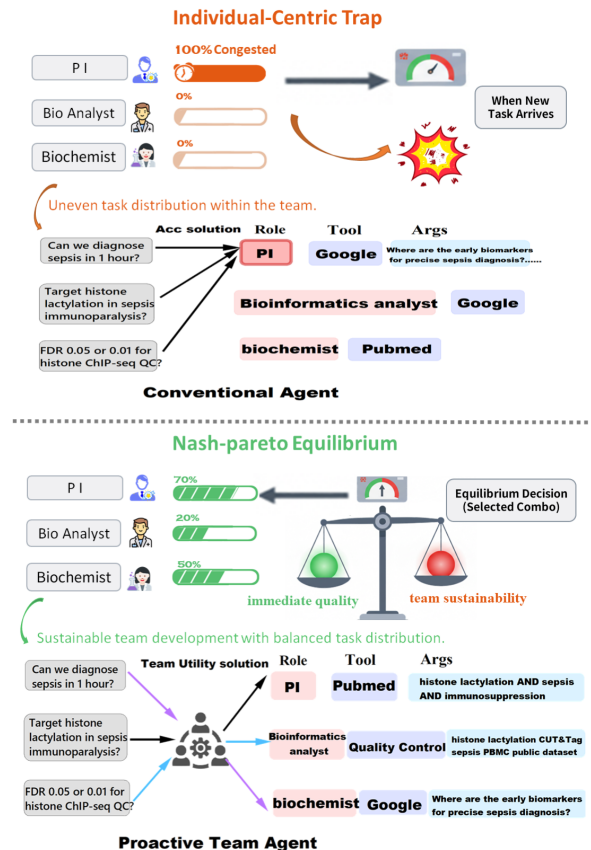 Individual-Centric Trap
100% Congested
P I
0%
Bio Analyst
When New
Task Arrives
0%
Biochemist
Uneven task distribution within the team.
Acc solution
Role
Tool
Args
Can we diagnose
sepsis in 1 hour?
PI
Google
Where are the early biomarkers
for precise sepsis diagnosis?......
Target histone
lactylation in sepsis
immunoparalysis?
Bioinformatics analyst
Google
FDR 0.05 or 0.01 for
histone ChIP-seq QC?
biochemist
Pubmed
Conventional Agent
Nash-pareto Equilibrium
70%
P I
Equilibrium Decision
(Selected Combo)
20%
Bio Analyst
50%
Biochemist
immediate quality
team sustainability
Sustainable team development with balanced task distribution.
Team Utility solution
Role
Tool
Args
Can we diagnose
sepsis in 1 hour?
PI
Pubmed
histone lactylation AND sepsis
AND immunosuppression
Target histone
lactylation in sepsis
immunoparalysis?
Bioinformatics
analyst
Quality Control
histone lactylation CUT&Tag
sepsis PBMC public dataset
FDR 0.05 or 0.01 for
histone ChIP-seq QC?
biochemist
Google
Where are the early biomarkers
for precise sepsis diagnosis?
Proactive Team Agent